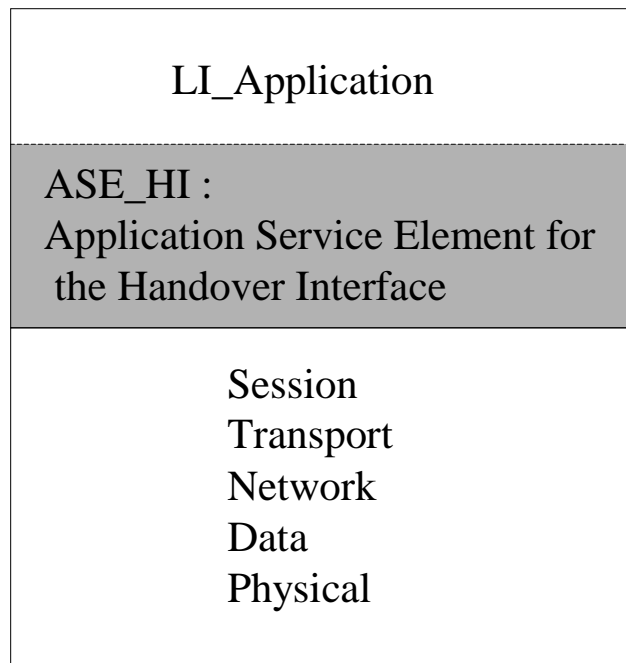 LI_Application
ASE_HI :
Application Service Element for
the Handover Interface
Session
Transport
Network
Data
Physical